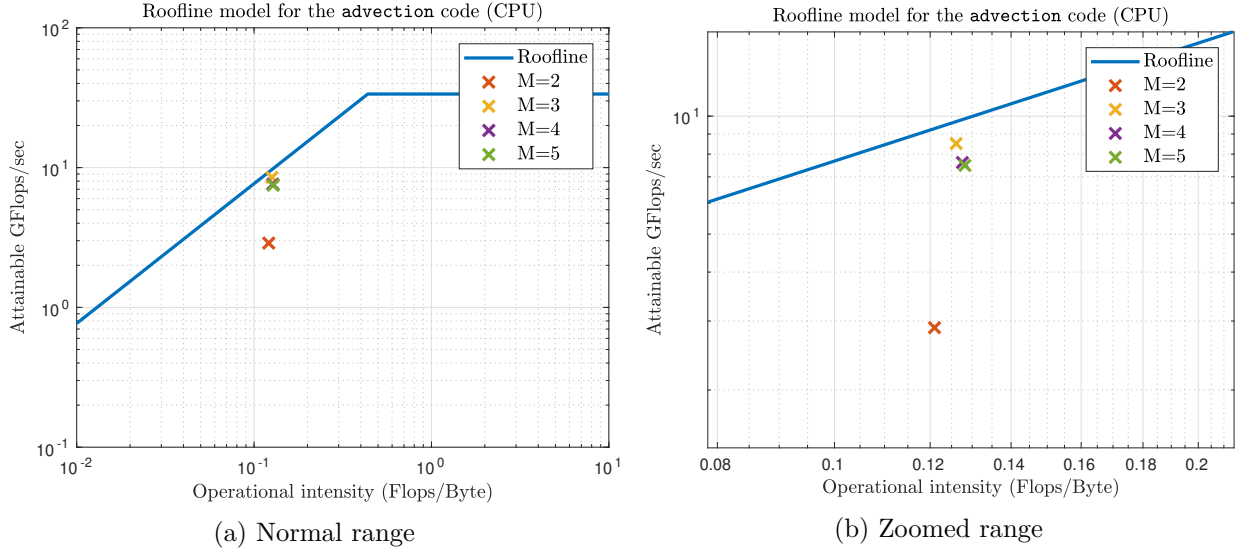 Roofline model for the advection code (CPU)
10^2
10^1
10^0
10^-1
Attainable GFlops/sec
Roofline
M=2
M=3
M=4
M=5
10^-2
10^-1
10^0
10^1
Operational intensity (Flops/Byte)
(a) Normal range
Roofline model for the advection code (CPU)
10^1
Attainable GFlops/sec
Roofline
M=2
M=3
M=4
M=5
0.08
0.1
0.12
0.14
0.16
0.18
0.2
Operational intensity (Flops/Byte)
(b) Zoomed range